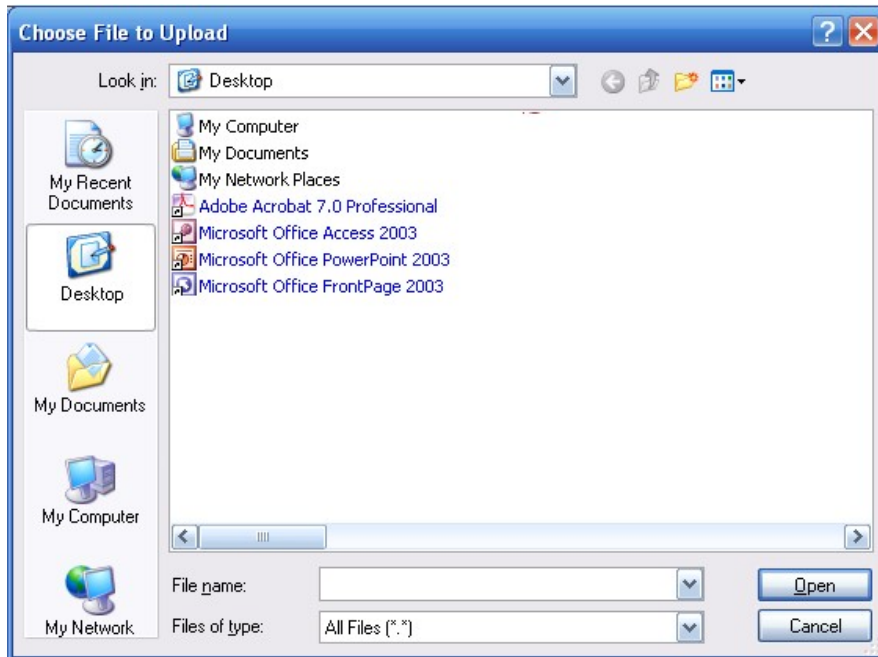 Choose File to Upload
Look in:
Desktop
My Recent
Documents
Desktop
My Documents
My Computer
My Network
My Computer
My Documents
My Network Places
Adobe Acrobat 7.0 Professional
Microsoft Office Access 2003
Microsoft Office PowerPoint 2003
Microsoft Office FrontPage 2003
File name:
Files of type:
All Files (*.*)
Open
Cancel